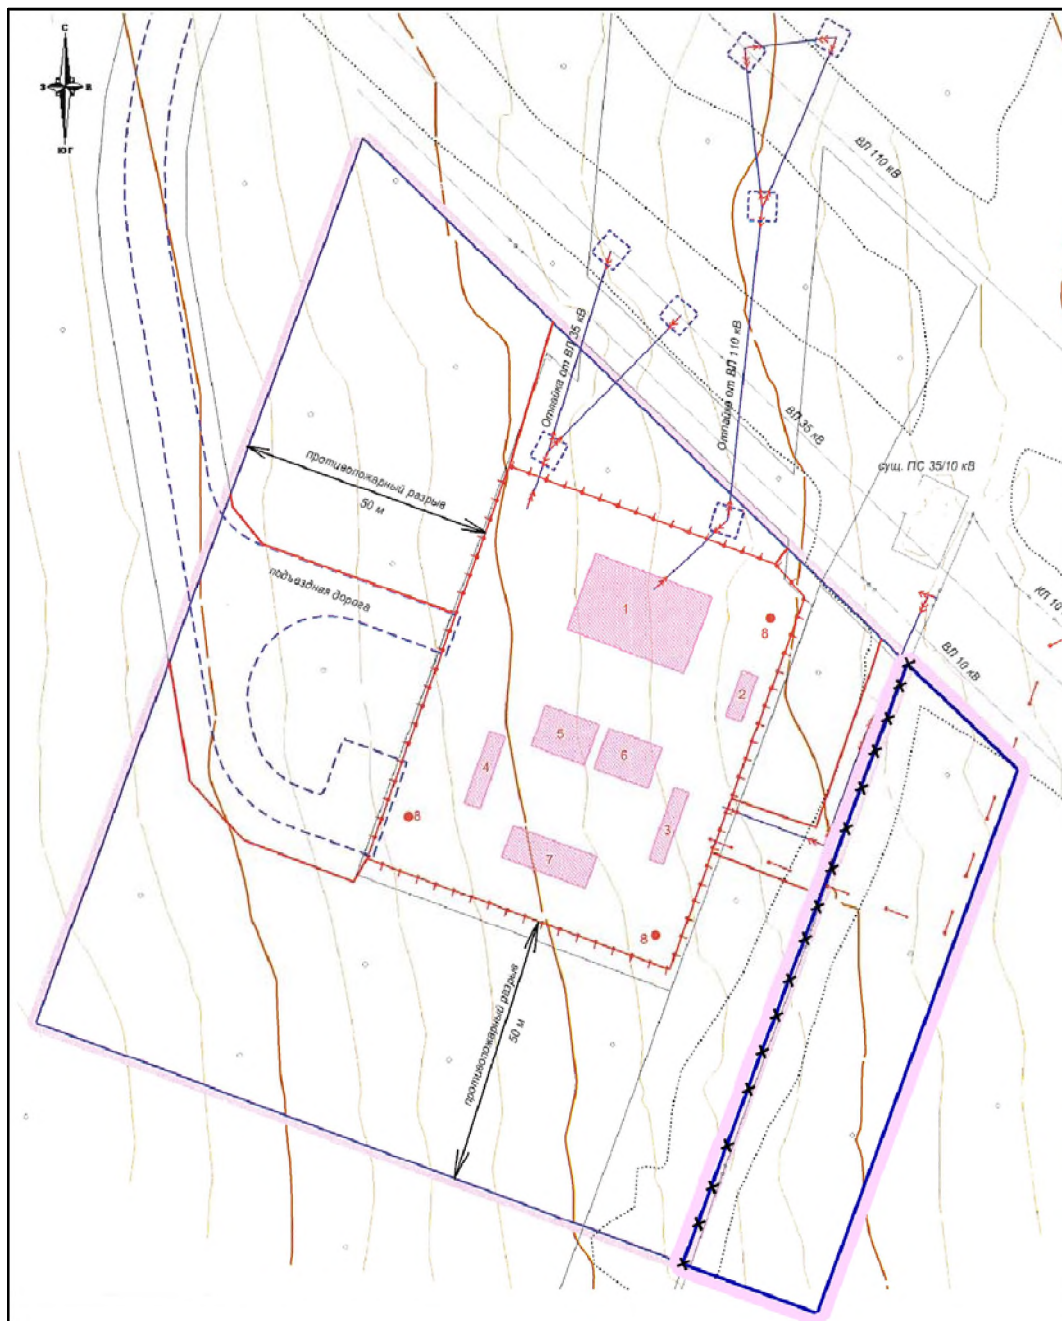 С
З
В
ЮГ
ВЛ 110 кВ
Отпайка от ВЛ 35 кВ
Отпайка от ВЛ 110 кВ
ВЛ 35 кВ
противопожарный разрыв
50 м
сущ. ПС 35/10 кВ
подъездная дорога
1
8
КЛ 10
ВЛ 10 кВ
2
5
6
4
8
3
7
8
противопожарный разрыв
50 м